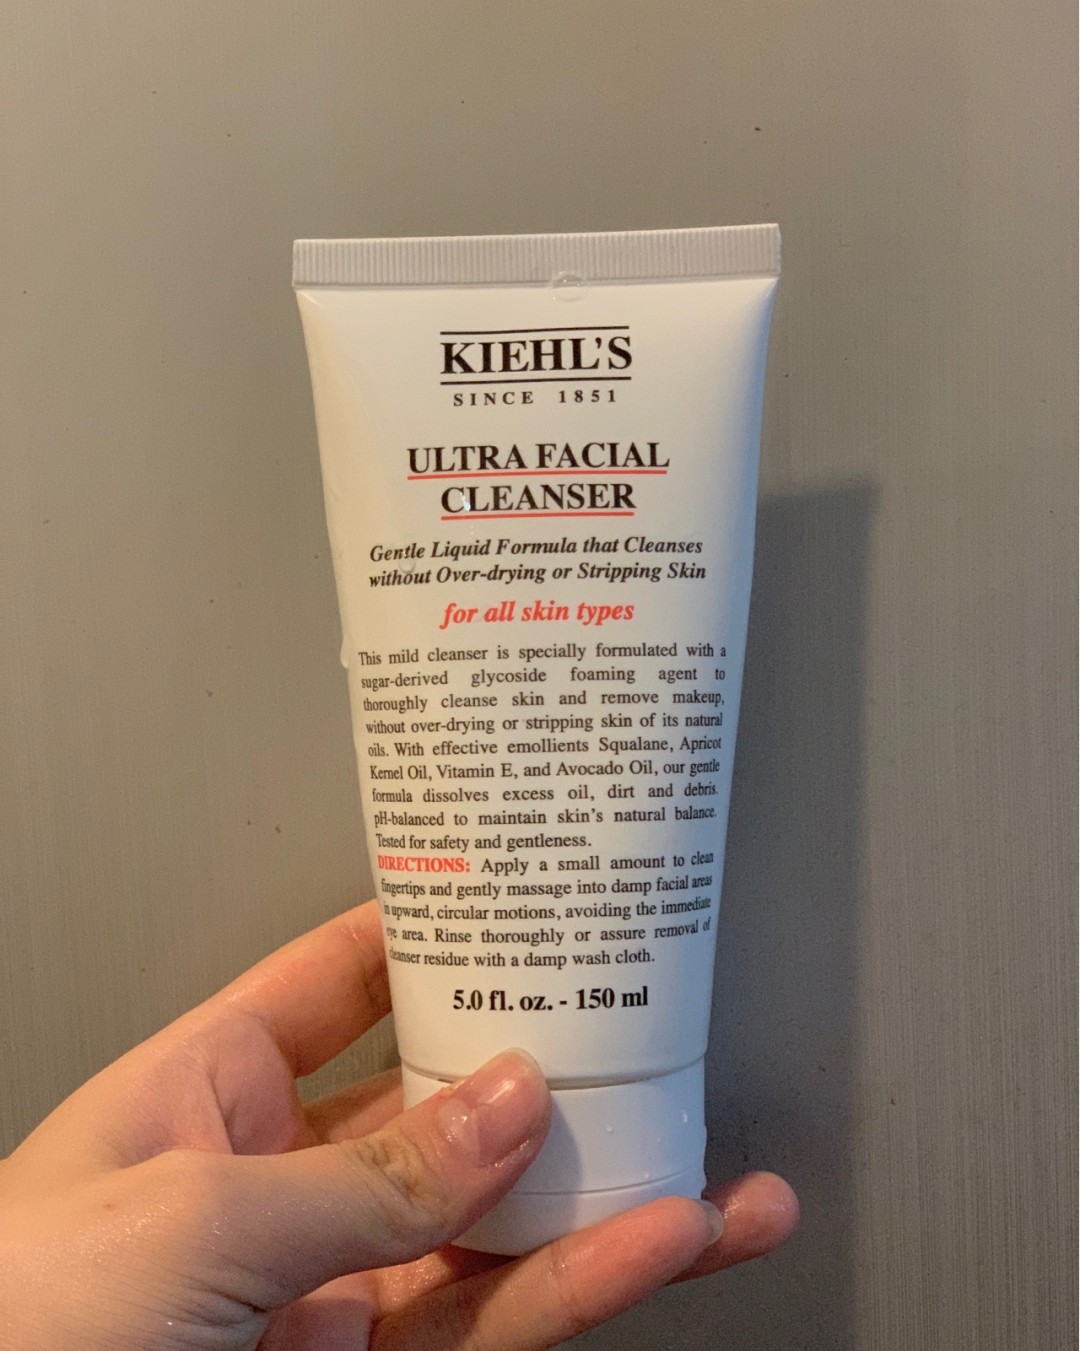 KIEHL'S
SINCE 1851
ULTRA FACIAL
CLEANSER
Gentle Liquid Formula that Cleanses
without Over-drying or Stripping Skin
for all skin types
This mild cleanser is specially formulated with a
sugar-derived glycoside foaming agent to
thoroughly cleanse skin and remove makeup,
without over-drying or stripping skin of its natural
oils. With effective emollients Squalane, Apricot
Kernel Oil, Vitamin E, and Avocado Oil, our gentle
formula dissolves excess oil, dirt and debris.
pH-balanced to maintain skin's natural balance.
Tested for safety and gentleness.
DIRECTIONS: Apply a small amount to clean
fingertips and gently massage into damp facial areas
in upward, circular motions, avoiding the immediate
eye area. Rinse thoroughly or assure removal of
cleanser residue with a damp wash cloth.
5.0 fl. oz. - 150 ml